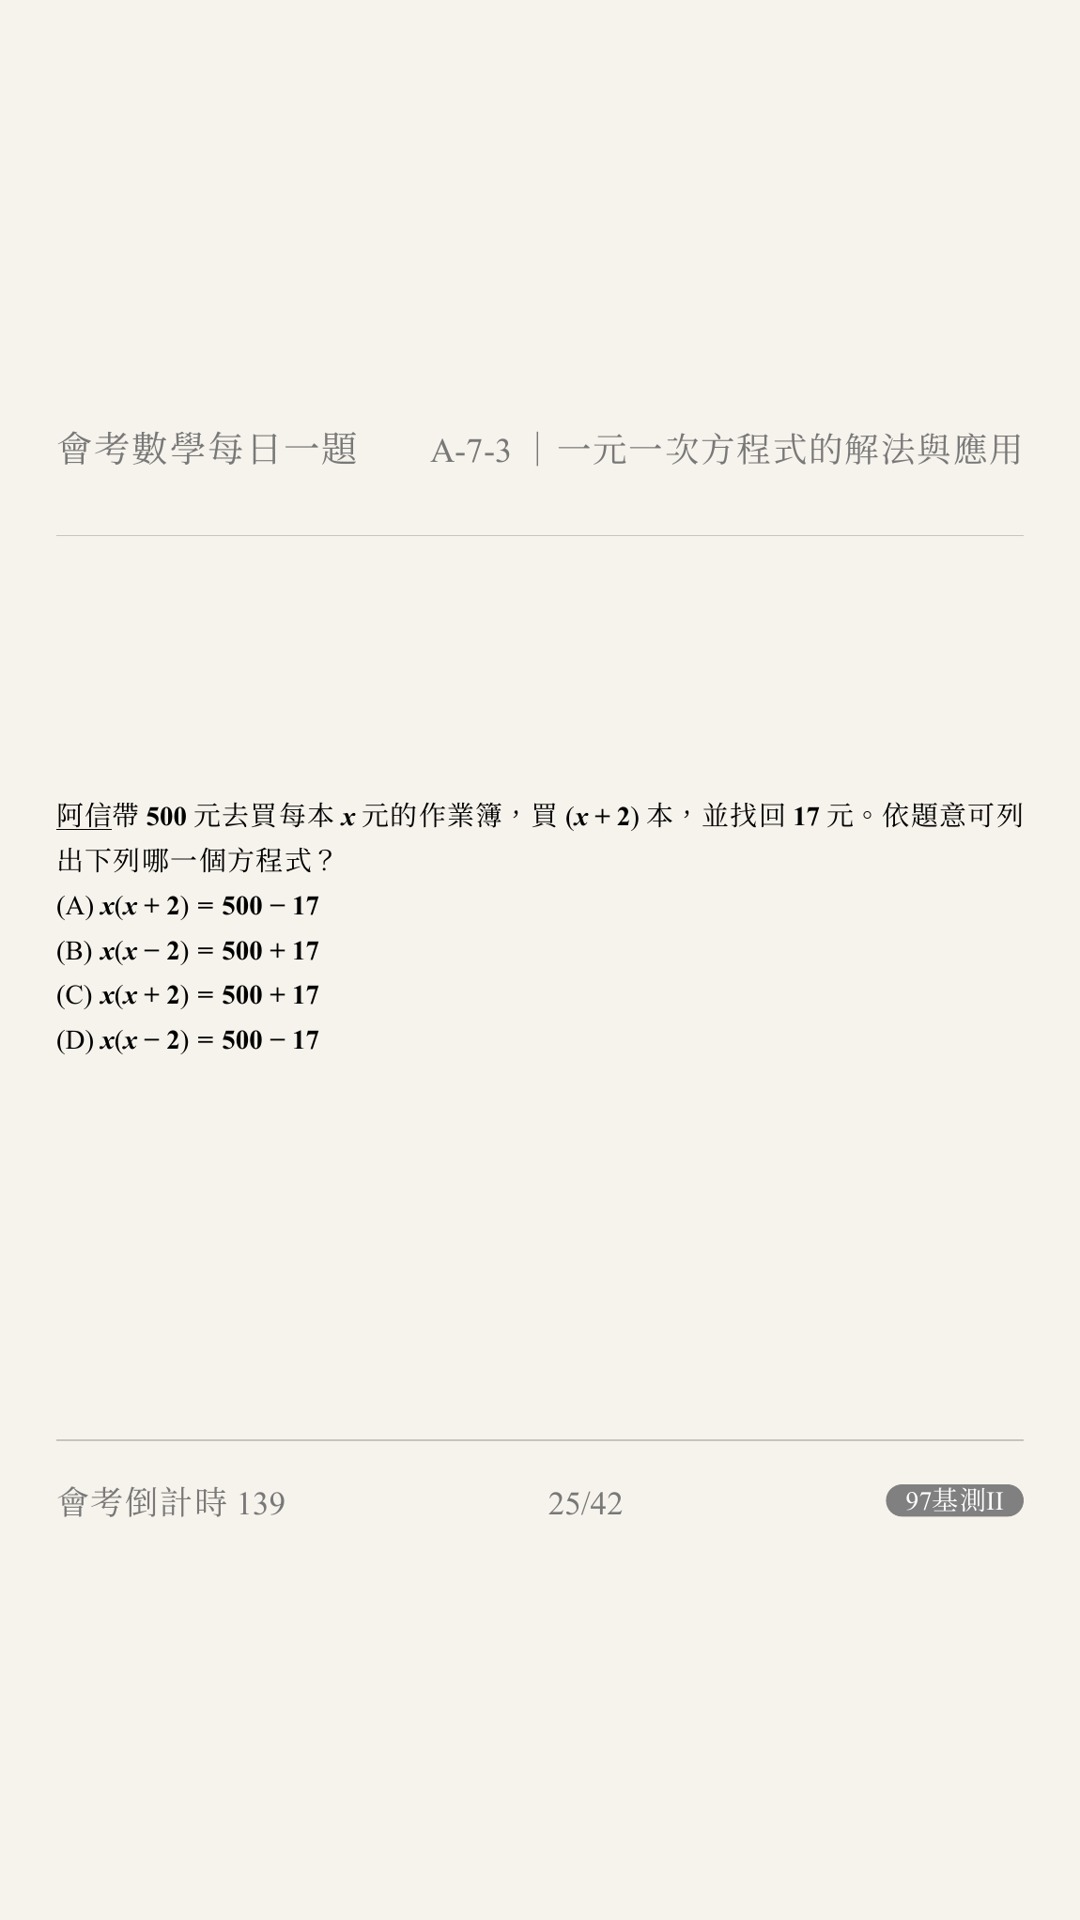 會考數學每日一題
A-7-3｜一元一次方程式的解法與應用
阿信帶 500 元去買每本 x 元的作業簿，買 (x + 2) 本，並找回 17 元。依題意可列
出下列哪一個方程式？
(A) x(x + 2) = 500 − 17
(B) x(x − 2) = 500 + 17
(C) x(x + 2) = 500 + 17
(D) x(x − 2) = 500 − 17
會考倒計時 139
25/42
97基測II